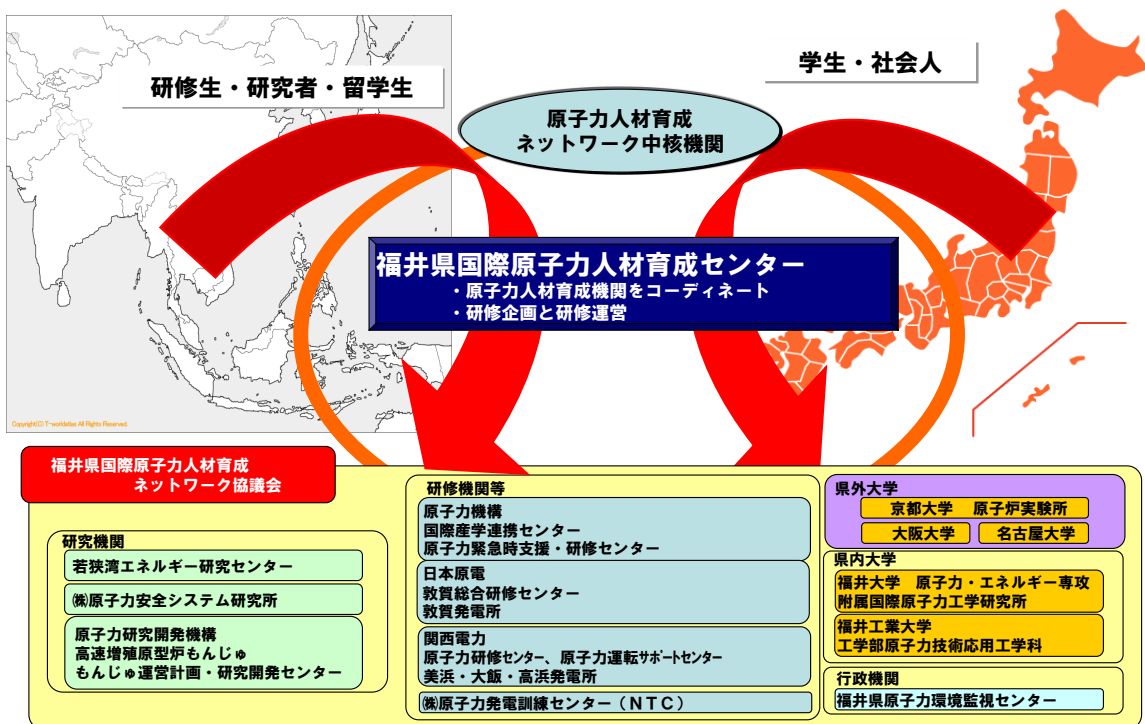 研修生・研究者・留学生
学生・社会人
原子力人材育成
ネットワーク中核機関
福井県国際原子力人材育成センター
・原子力人材育成機関をコーディネート
・研修企画と研修運営
Copyright(C) T-worldatlas All Rights Reserved.
福井県国際原子力人材育成
ネットワーク協議会
研究機関
若狭湾エネルギー研究センター
㈱原子力安全システム研究所
原子力研究開発機構
高速増殖原型炉もんじゅ
もんじゅ運営計画・研究開発センター
研修機関等
原子力機構
国際産学連携センター
原子力緊急時支援・研修センター
日本原電
敦賀総合研修センター
敦賀発電所
関西電力
原子力研修センター、原子力運転サポートセンター
美浜・大飯・高浜発電所
㈱原子力発電訓練センター（ＮＴＣ）
県外大学
京都大学　原子炉実験所
大阪大学　名古屋大学
県内大学
福井大学　原子力・エネルギー専攻
附属国際原子力工学研究所
福井工業大学
工学部原子力技術応用工学科
行政機関
福井県原子力環境監視センター